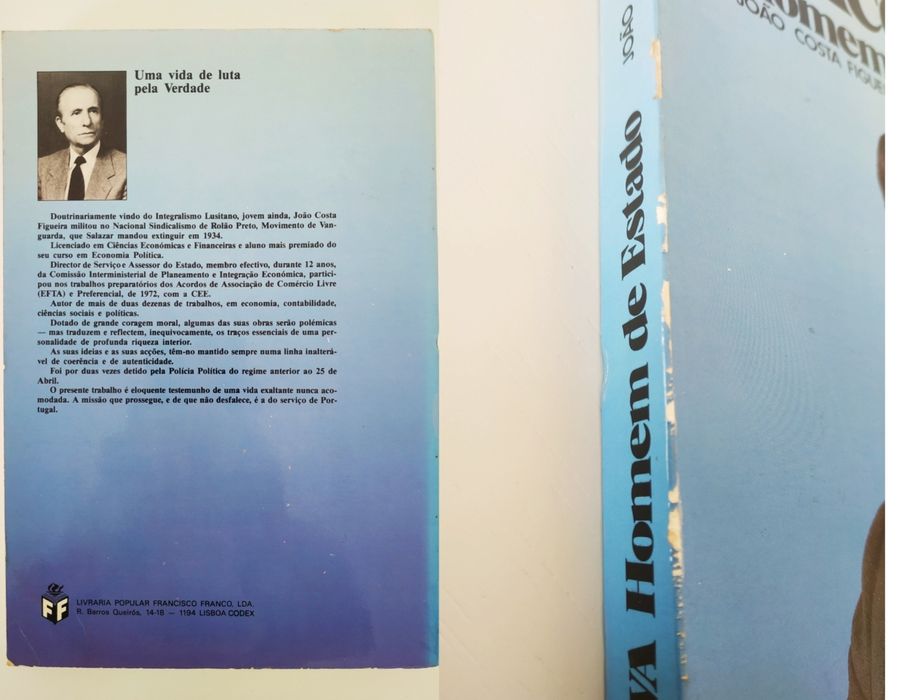 Uma vida de luta
pela Verdade
Doutrinariamente vindo do Integralismo Lusitano, jovem ainda, João Costa
Figueira militou no Nacional Sindicalismo de Rolão Preto, Movimento de Van-
guarda, que Salazar mandou extinguir em 1934.
Licenciado em Ciências Económicas e Financeiras e aluno mais premiado do
seu curso em Economia Política.
Director de Serviço e Assessor do Estado, membro efectivo, durante 12 anos,
da Comissão Interministerial de Planeamento e Integração Económica, partici-
pou nos trabalhos preparatórios dos Acordos de Associação de Comércio Livre
(EFTA) e Preferencial, de 1972, com a CEE.
Autor de mais de duas dezenas de trabalhos, em economia, contabilidade,
ciências sociais e políticas.
Dotado de grande coragem moral, algumas das suas obras serão polémicas
— mas traduzem e reflectem, inequivocamente, os traços essenciais de uma per-
sonalidade de profunda riqueza interior.
As suas ideias e as suas acções, têm-no mantido sempre numa linha inalterá-
vel de coerência e de autenticidade.
Foi por duas vezes detido pela Polícia Política do regime anterior ao 25 de
Abril.
O presente trabalho é eloquente testemunho de uma vida exaltante nunca aco-
modada. A missão que prossegue, e de que não desfalece, é a do serviço de Por-
tugal.
FF
LIVRARIA POPULAR FRANCISCO FRANCO, LDA.
R. Barros Queirós, 14-18 — 1194 LISBOA CODEX
VA Homem de Estado
JOÃO
Homem
JOÃO COSTA FIGUE